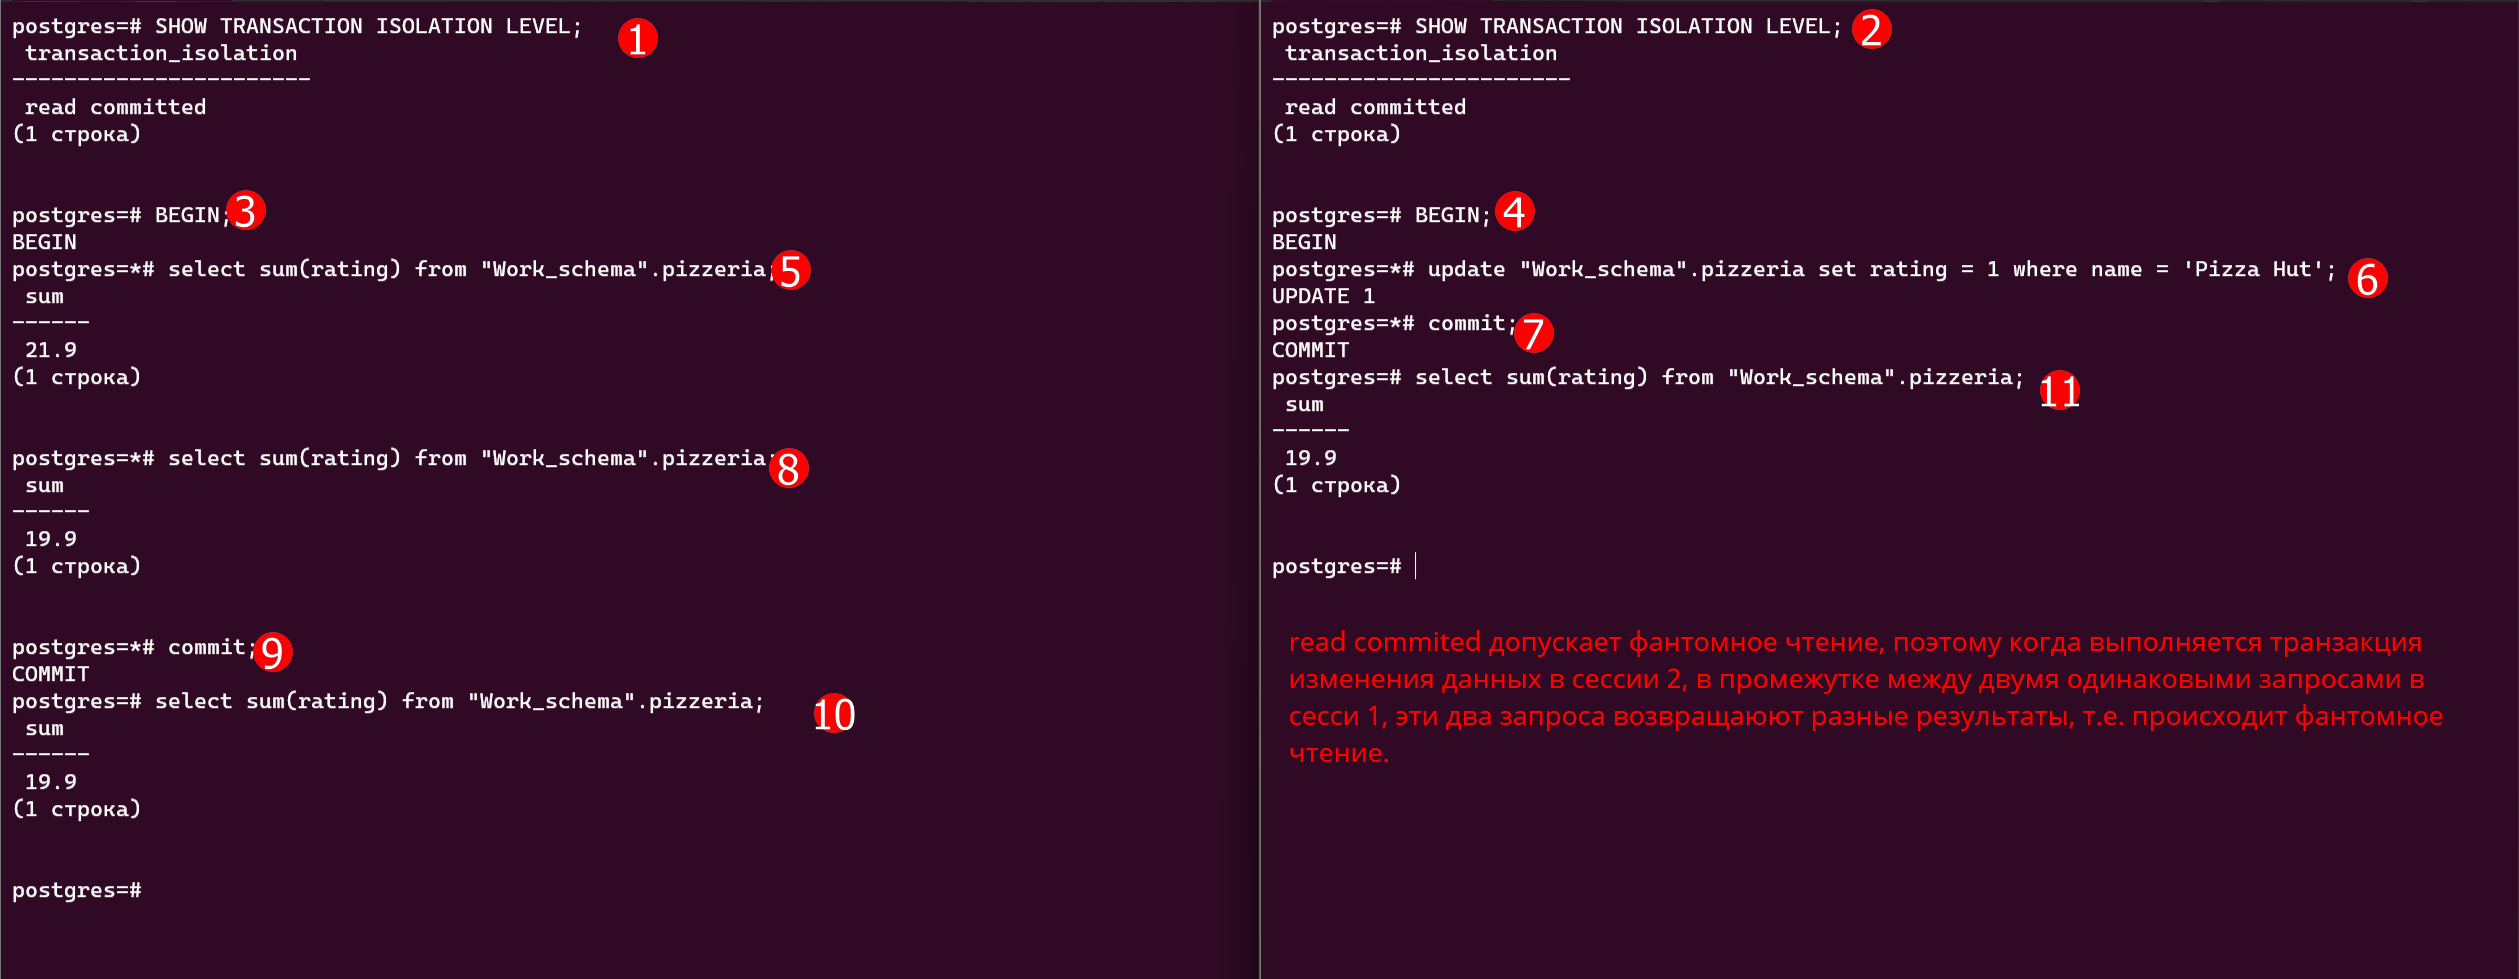 postgres=# SHOW TRANSACTION ISOLATION LEVEL; 1
transaction_isolation
-----------------------
read committed
(1 строка)
postgres=# BEGIN; 3
BEGIN
postgres=*# select sum(rating) from "Work_schema".pizzeria; 5
sum
------
21.9
(1 строка)
postgres=*# select sum(rating) from "Work_schema".pizzeria; 8
sum
------
19.9
(1 строка)
postgres=*# commit; 9
COMMIT
postgres=# select sum(rating) from "Work_schema".pizzeria; 10
sum
------
19.9
(1 строка)
postgres=#
postgres=# SHOW TRANSACTION ISOLATION LEVEL; 2
transaction_isolation
-----------------------
read committed
(1 строка)
postgres=# BEGIN; 4
BEGIN
postgres=*# update "Work_schema".pizzeria set rating = 1 where name = 'Pizza Hut'; 6
UPDATE 1
postgres=*# commit; 7
COMMIT
postgres=# select sum(rating) from "Work_schema".pizzeria; 11
sum
------
19.9
(1 строка)
postgres=#
read commited допускает фантомное чтение, поэтому когда выполняется транзакция
изменения данных в сессии 2, в промежутке между двумя одинаковыми запросами в
сесси 1, эти два запроса возвращаюют разные результаты, т.е. происходит фантомное
чтение.